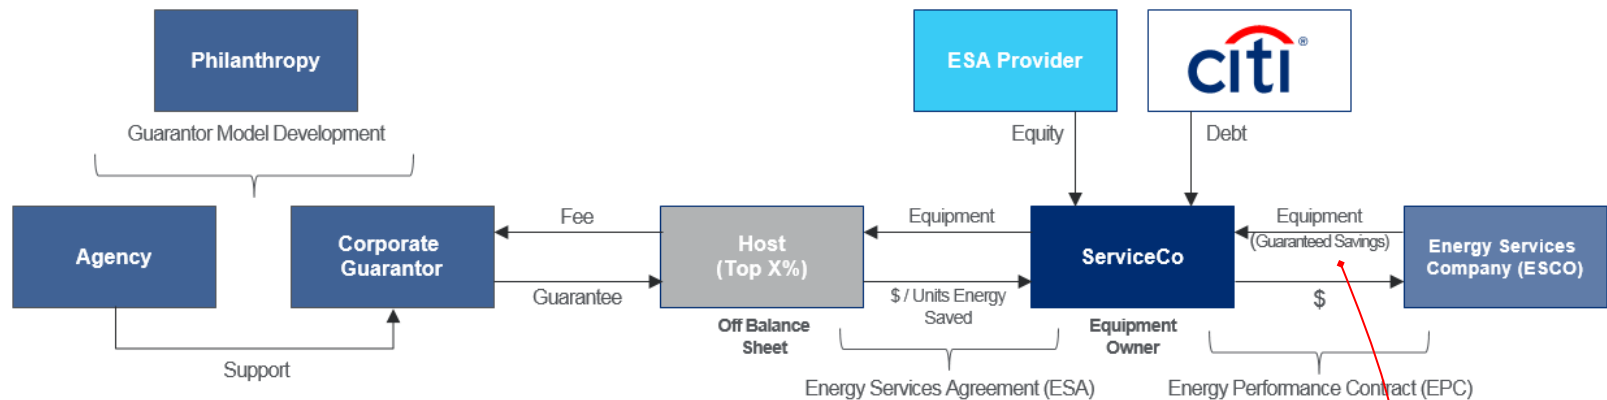 Philanthropy
ESA Provider
citi®
Guarantor Model Development
Equity
Debt
Agency
Corporate
Guarantor
Fee
Guarantee
Host
(Top X%)
Equipment
$ / Units Energy
Saved
ServiceCo
Equipment
(Guaranteed Savings)
$
Energy Services
Company (ESCO)
Off Balance
Sheet
Equipment
Owner
Support
Energy Services Agreement (ESA)
Energy Performance Contract (EPC)